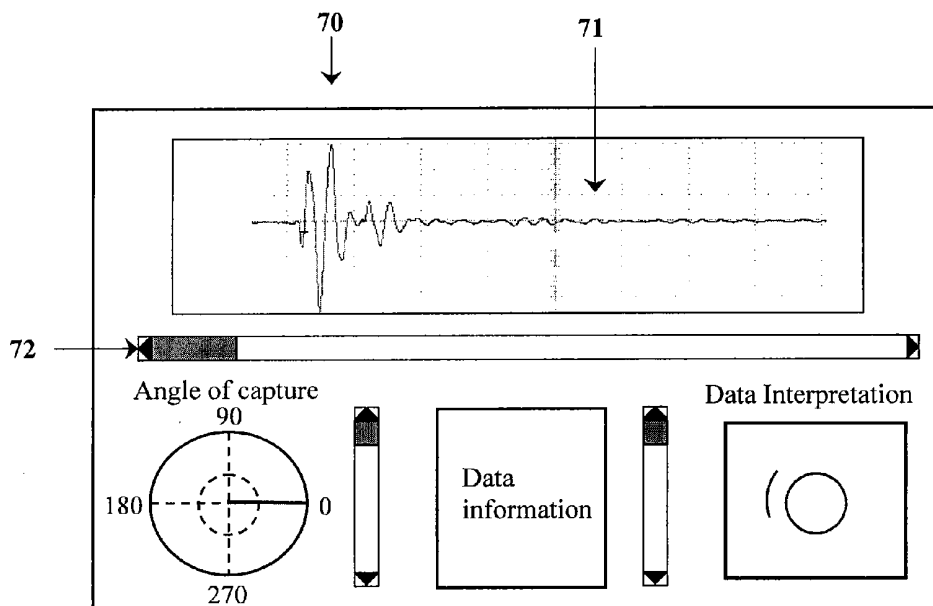 70
71
72
Angle of capture
90
180
0
270
Data
information
Data Interpretation